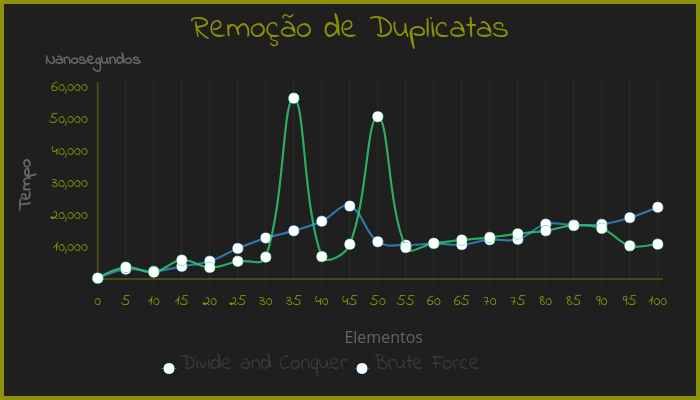 Remoção de Duplicatas
Nanosegundos
60,000
50,000
40,000
30,000
20,000
10,000
Tempo
0 5 10 15 20 25 30 35 40 45 50 55 60 65 70 75 80 85 90 95 100
Elementos
Divide and Conquer Brute Force